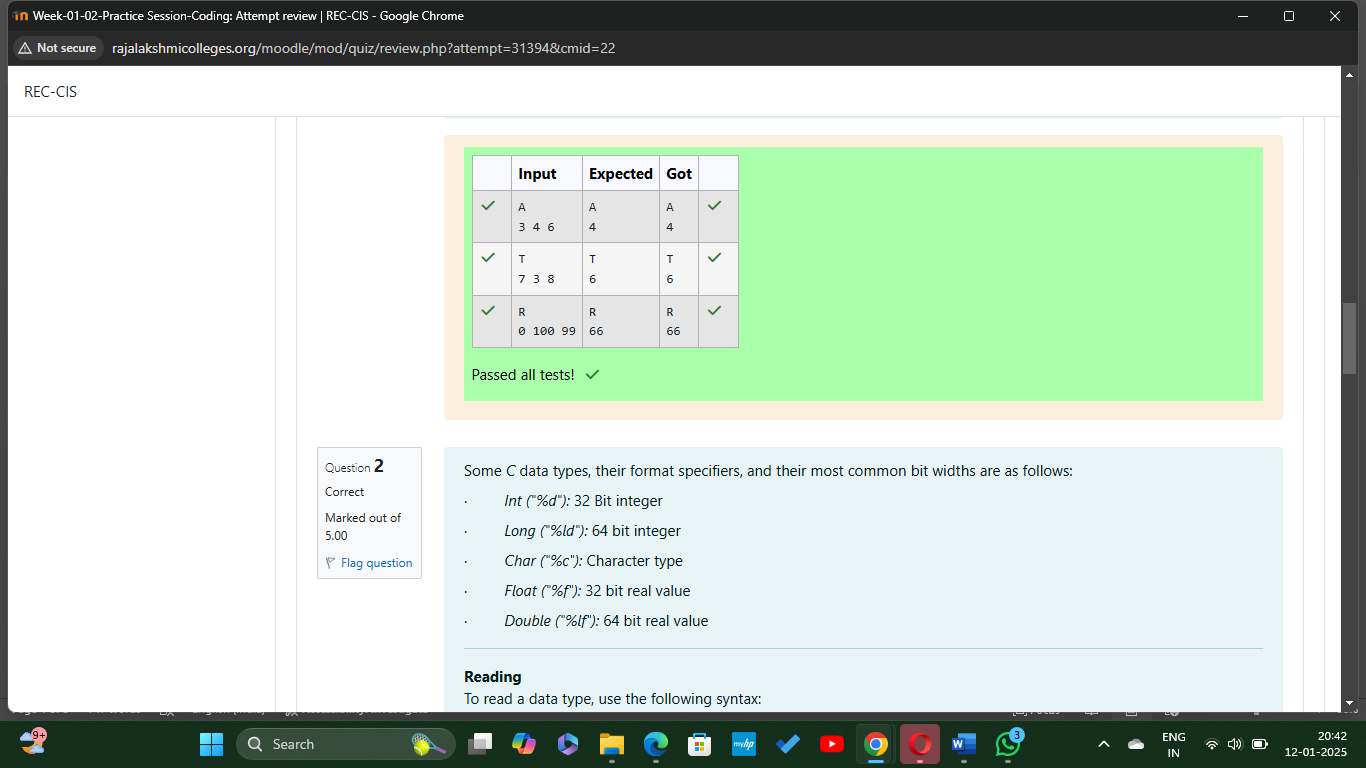 Week-01-02-Practice Session-Coding: Attempt review | REC-CIS - Google Chrome
Not secure rajalakshmicolleges.org/moodle/mod/quiz/review.php?attempt=31394&cmid=22
REC-CIS
Input Expected Got
A A A
3 4 6 4 4
T T T
7 3 8 6 6
R R R
0 100 99 66 66
Passed all tests!
Question 2
Correct
Marked out of
5.00
Flag question
Some C data types, their format specifiers, and their most common bit widths are as follows:
· Int ("%d"): 32 Bit integer
· Long ("%ld"): 64 bit integer
· Char ("%c"): Character type
· Float ("%f"): 32 bit real value
· Double ("%lf"): 64 bit real value
Reading
To read a data type, use the following syntax:
9+
Search
myhp
W
3
ENG
IN
20:42
12-01-2025